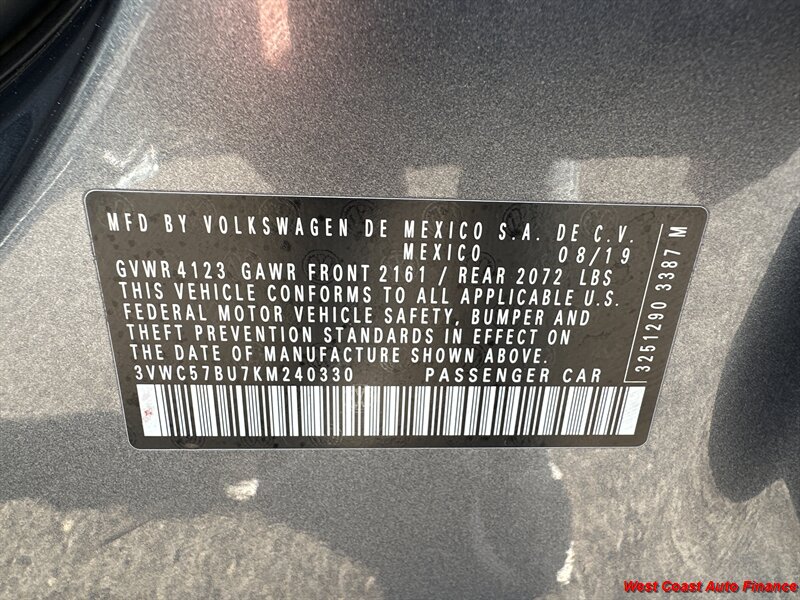 MFD BY VOLKSWAGEN DE MEXICO S.A. DE C.V.
MEXICO 08/19
GVWR 4123 GAWR FRONT 2161 / REAR 2072 LBS
THIS VEHICLE CONFORMS TO ALL APPLICABLE U.S.
FEDERAL MOTOR VEHICLE SAFETY, BUMPER AND
THEFT PREVENTION STANDARDS IN EFFECT ON
THE DATE OF MANUFACTURE SHOWN ABOVE.
3VWC57BU7KM240330 PASSENGER CAR
3251290 3387 M
West Coast Auto Finance